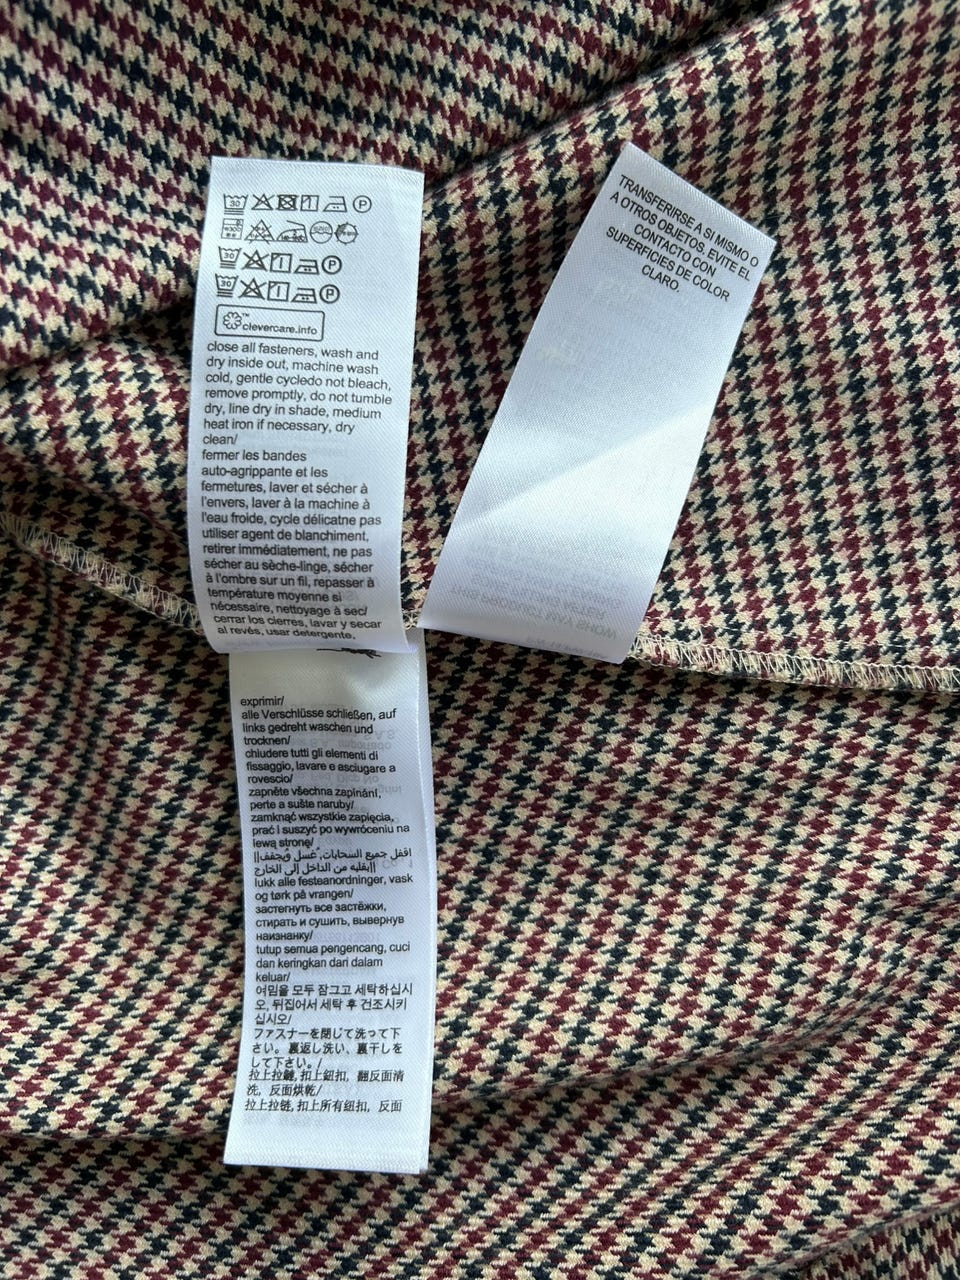 30 P
30 P
30 P
clevercare.info
close all fasteners, wash and
dry inside out, machine wash
cold, gentle cycledo not bleach,
remove promptly, do not tumble
dry, line dry in shade, medium
heat iron if necessary, dry
clean/
fermer les bandes
auto-agrippante et les
fermetures, laver et sécher à
l'envers, laver à la machine à
l'eau froide, cycle délicatne pas
utiliser agent de blanchiment,
retirer immédiatement, ne pas
sécher au sèche-linge, sécher
à l'ombre sur un fil, repasser à
température moyenne si
nécessaire, nettoyage à sec/
cerrar los cierres, lavar y secar
al revés, usar detergente,
exprimir/
alle Verschlüsse schließen, auf
links gedreht waschen und
trocknen/
chiudere tutti gli elementi di
fissaggio, lavare e asciugare a
rovescio/
zapněte všechna zapínání,
perte a sušte naruby/
zamknąć wszystkie zapięcia,
prać i suszyć po wywróceniu na
lewą stronę/
اقفل جميع السحابات, غسل ويجفف||
||بقلبه من الداخل إلى الخارج
lukk alle festeanordninger, vask
og tørk på vrangen/
застегнуть все застёжки,
стирать и сушить, вывернув
наизнанку/
tutup semua pengencang, cuci
dan keringkan dari dalam
keluar/
여밈을 모두 잠그고 세탁하십시
오, 뒤집어서 세탁 후 건조시키
십시오/
ファスナーを閉じて洗って下
さい。裏返し洗い、裏干しを
して下さい。/
拉上拉鏈, 扣上鈕扣, 翻反面清
洗, 反面烘乾/
拉上拉链, 扣上所有纽扣, 反面
TRANSFERIRSE A SI MISMO O
A OTROS OBJETOS. EVITE EL
CONTACTO CON
SUPERFICIES DE COLOR
CLARO.